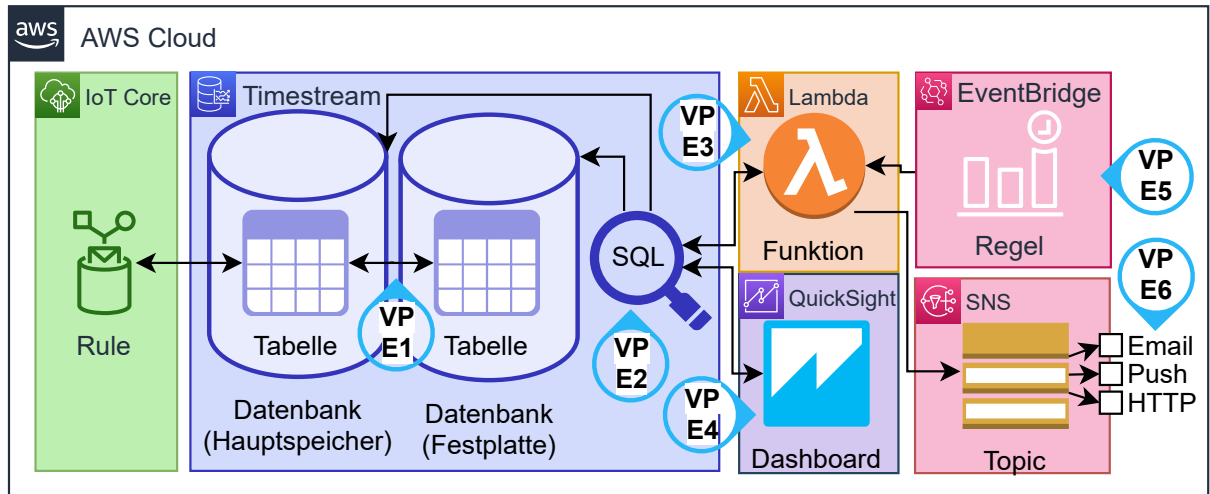 aws
AWS Cloud
IoT Core
Rule
Timestream
Tabelle
Datenbank
(Hauptspeicher)
Tabelle
Datenbank
(Festplatte)
VP
E1
SQL
VP
E2
VP
E3
Lambda
Funktion
QuickSight
Dashboard
VP
E4
EventBridge
Regel
VP
E5
VP
E6
SNS
Topic
Email
Push
HTTP